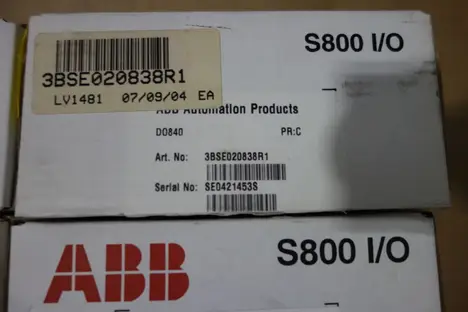 S800 I/O
3BSE020838R1
LV1481 07/09/04 EA
ABB Automation Products
DO840 PR:C
Art. No: 3BSE020838R1
Serial No: SE0421453S
ABB S800 I/O